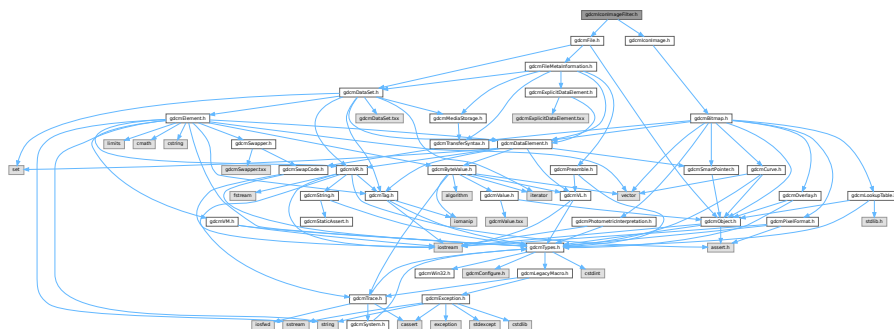 gdcmIconImageFilter.h
gdcmFile.h
gdcmIconImage.h
gdcmFileMetaInformation.h
gdcmDataSet.h
gdcmExplicitDataElement.h
gdcmElement.h
gdcmDataSet.txx
gdcmMediaStorage.h
gdcmExplicitDataElement.txx
gdcmBitmap.h
limits
cmath
cstring
gdcmSwapper.h
gdcmTransferSyntax.h
gdcmDataElement.h
set
gdcmSwapper.txx
gdcmSwapCode.h
gdcmVR.h
gdcmByteValue.h
gdcmPreamble.h
gdcmSmartPointer.h
gdcmCurve.h
fstream
gdcmString.h
gdcmTag.h
algorithm
gdcmValue.h
iterator
gdcmVL.h
vector
gdcmOverlay.h
gdcmLookupTable.h
gdcmVM.h
gdcmStaticAssert.h
iomanip
gdcmValue.txx
gdcmPhotometricInterpretation.h
gdcmObject.h
gdcmPixelFormat.h
stdlib.h
iostream
gdcmTypes.h
assert.h
gdcmWin32.h
gdcmConfigure.h
gdcmLegacyMacro.h
cstdint
gdcmTrace.h
gdcmException.h
iosfwd
sstream
string
gdcmSystem.h
cassert
exception
stdexcept
cstdlib